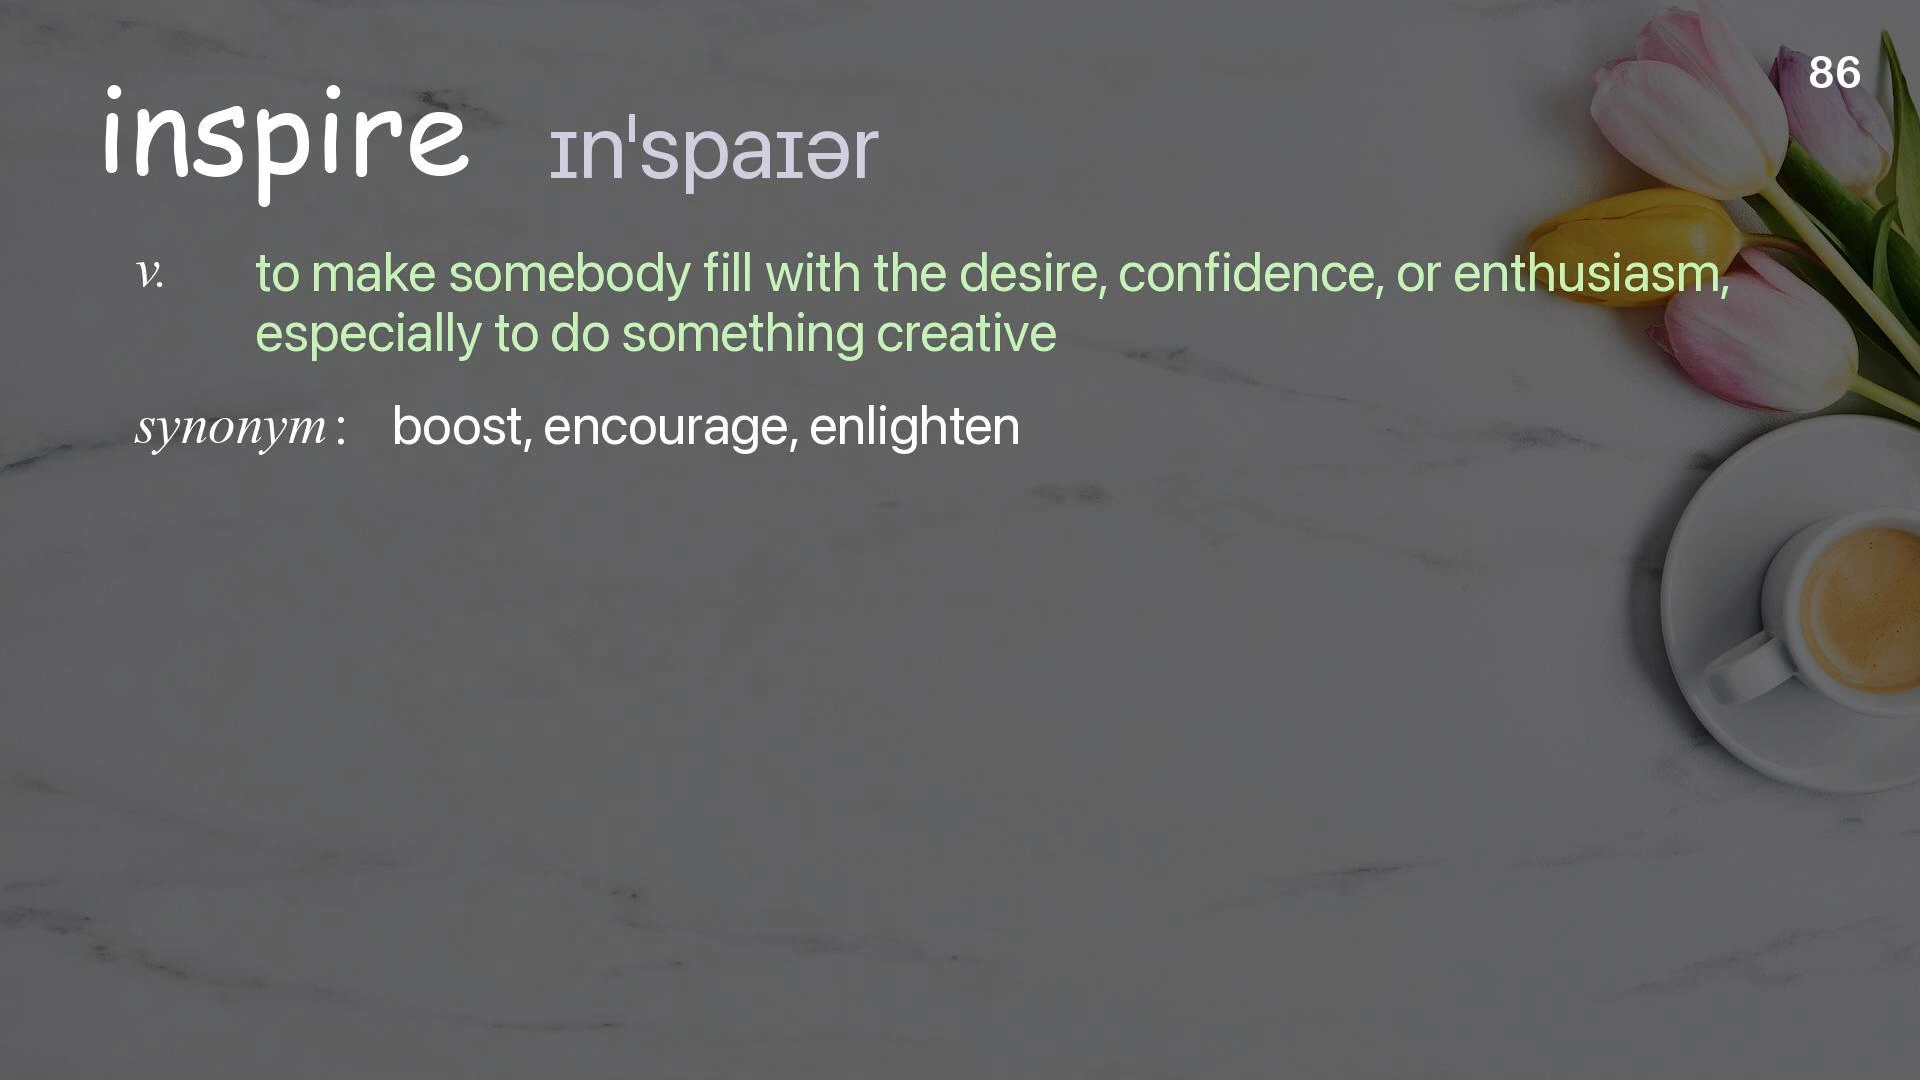 86
inspire ɪnˈspaɪər
v. to make somebody fill with the desire, confidence, or enthusiasm,
especially to do something creative
synonym : boost, encourage, enlighten